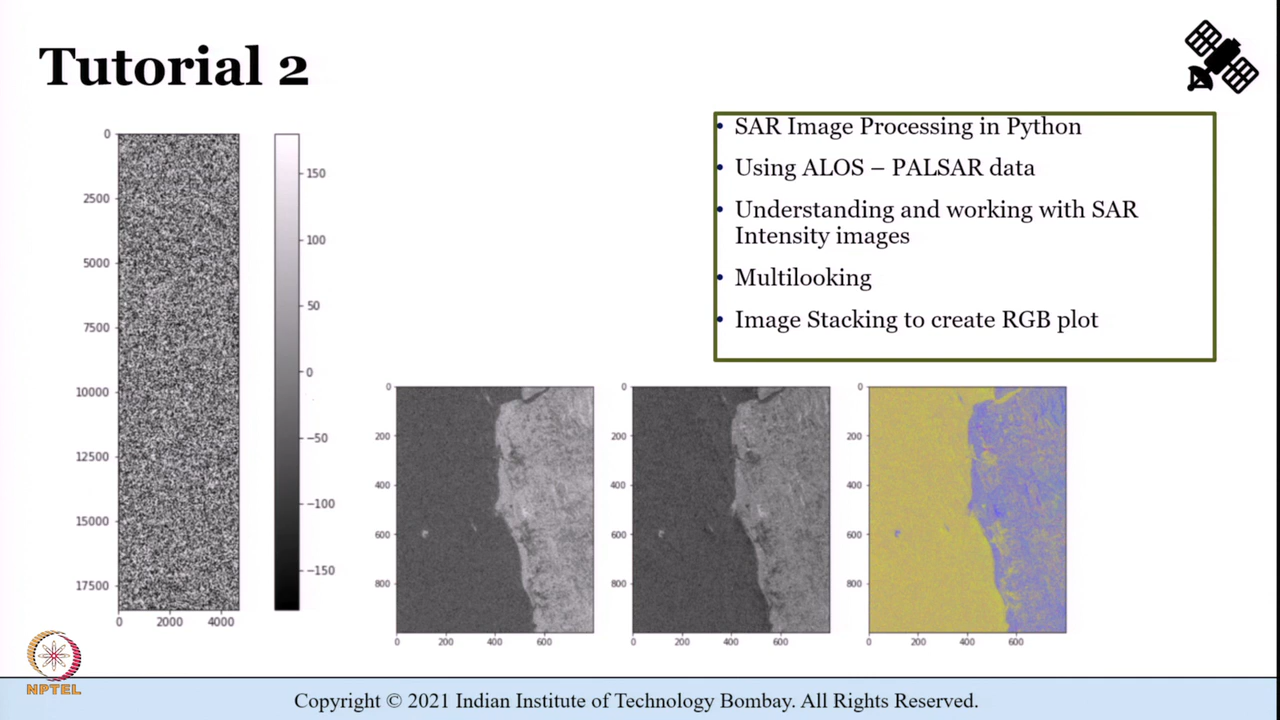 Tutorial 2
• SAR Image Processing in Python
• Using ALOS – PALSAR data
• Understanding and working with SAR
Intensity images
• Multilooking
• Image Stacking to create RGB plot
0
2500
5000
7500
10000
12500
15000
17500
0 2000 4000
150
100
50
0
−50
−100
−150
0
200
400
600
800
0 200 400 600
0
200
400
600
800
0 200 400 600
0
200
400
600
800
0 200 400 600
NPTEL
Copyright © 2021 Indian Institute of Technology Bombay. All Rights Reserved.